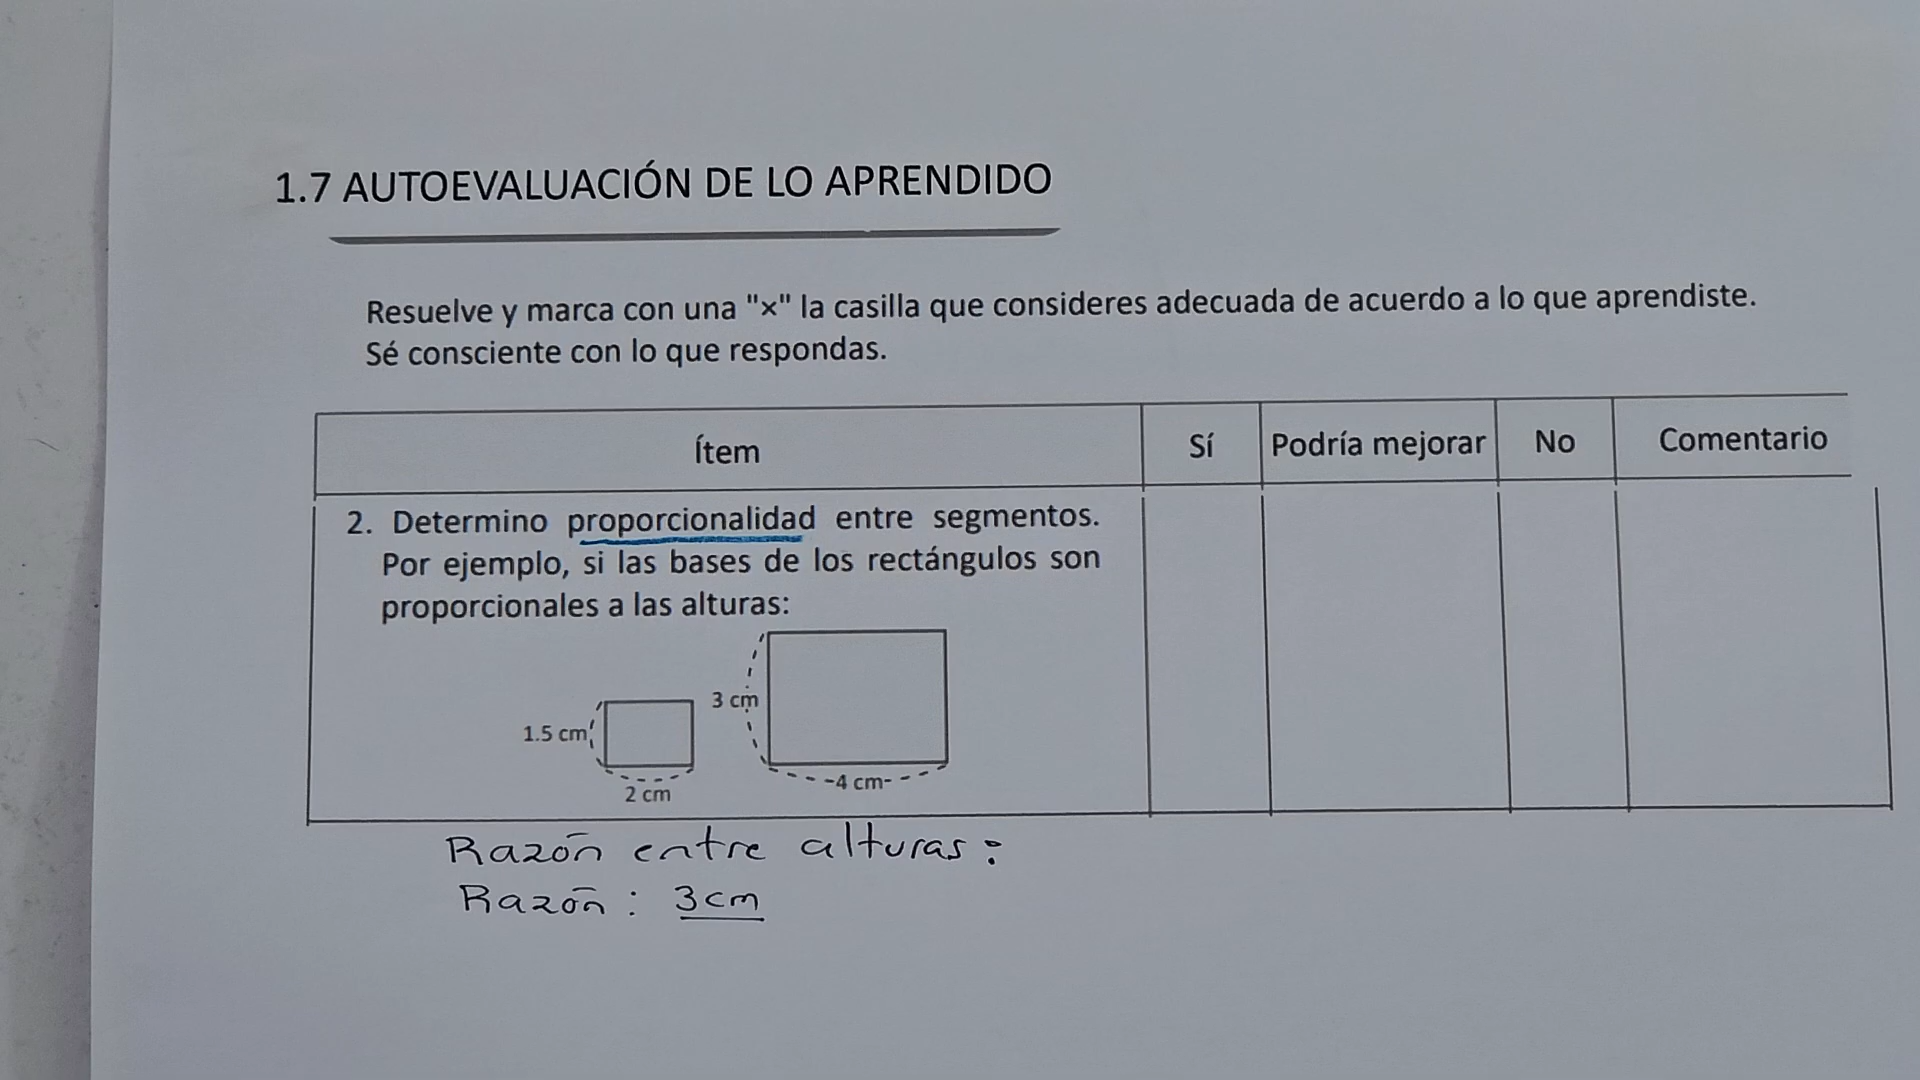 1.7 AUTOEVALUACIÓN DE LO APRENDIDO
Resuelve y marca con una "×" la casilla que consideres adecuada de acuerdo a lo que aprendiste.
Sé consciente con lo que respondas.
Ítem Sí Podría mejorar No Comentario
2. Determino proporcionalidad entre segmentos.
Por ejemplo, si las bases de los rectángulos son
proporcionales a las alturas:
3 cm
1.5 cm
4 cm
2 cm
Razón entre alturas:
Razón: 3cm